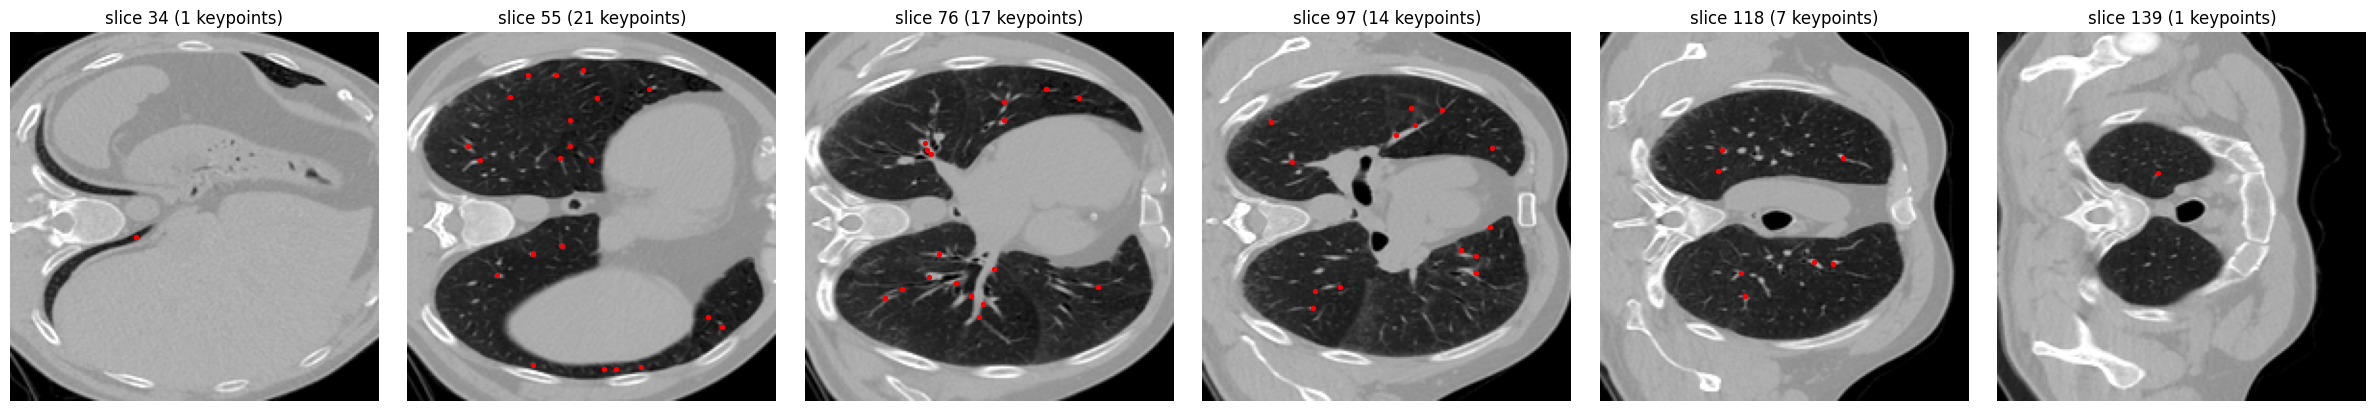 slice 34 (1 keypoints)
slice 55 (21 keypoints)
slice 76 (17 keypoints)
slice 97 (14 keypoints)
slice 118 (7 keypoints)
slice 139 (1 keypoints)